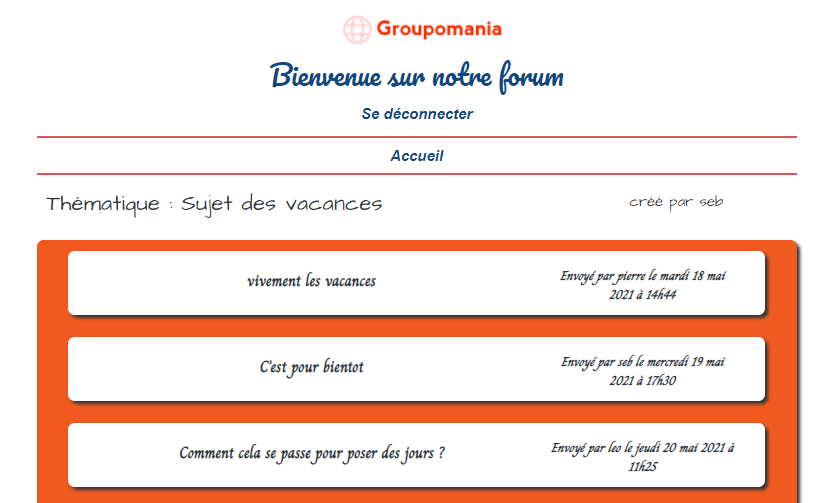 Groupomania
Bienvenue sur notre forum
Se déconnecter
Accueil
Thématique : Sujet des vacances
créé par seb
vivement les vacances
Envoyé par pierre le mardi 18 mai
2021 à 14h44
C'est pour bientot
Envoyé par seb le mercredi 19 mai
2021 à 17h30
Comment cela se passe pour poser des jours ?
Envoyé par leo le jeudi 20 mai 2021 à
11h25